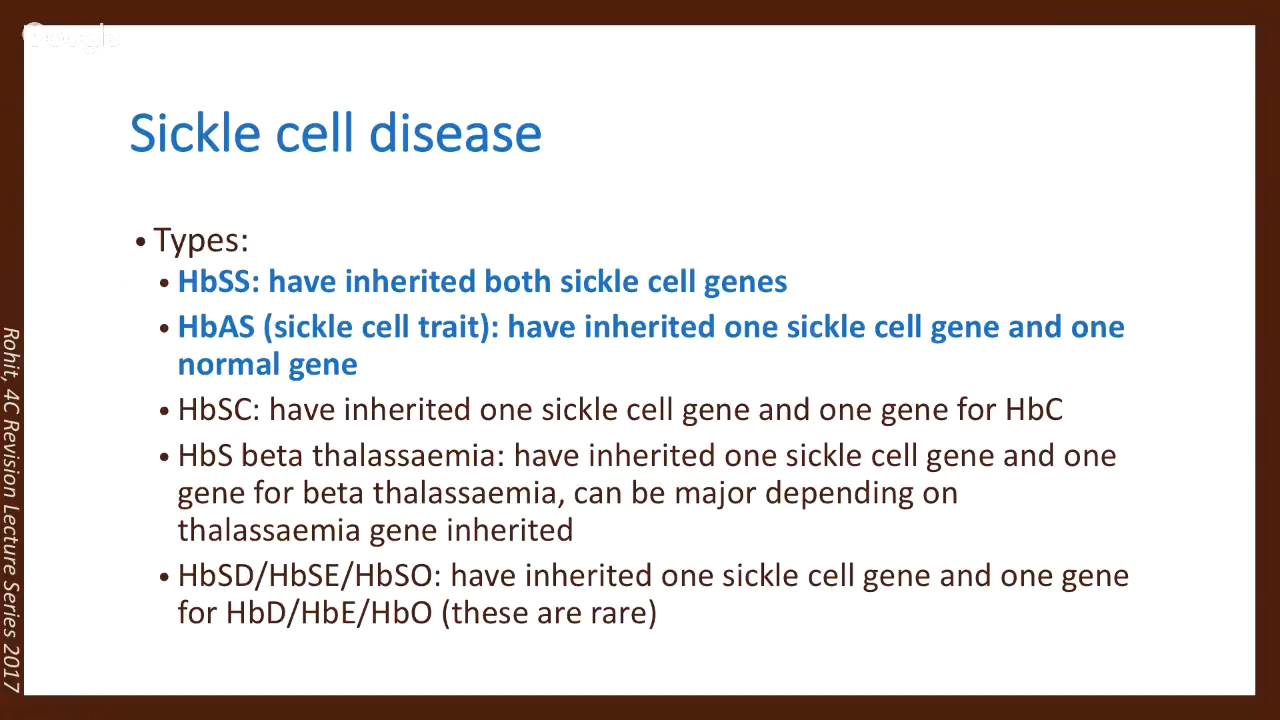 Google
Sickle cell disease
• Types:
• HbSS: have inherited both sickle cell genes
• HbAS (sickle cell trait): have inherited one sickle cell gene and one
normal gene
• HbSC: have inherited one sickle cell gene and one gene for HbC
• HbS beta thalassaemia: have inherited one sickle cell gene and one
gene for beta thalassaemia, can be major depending on
thalassaemia gene inherited
• HbSD/HbSE/HbSO: have inherited one sickle cell gene and one gene
for HbD/HbE/HbO (these are rare)
Rohit, 4C Revision Lecture Series 2017